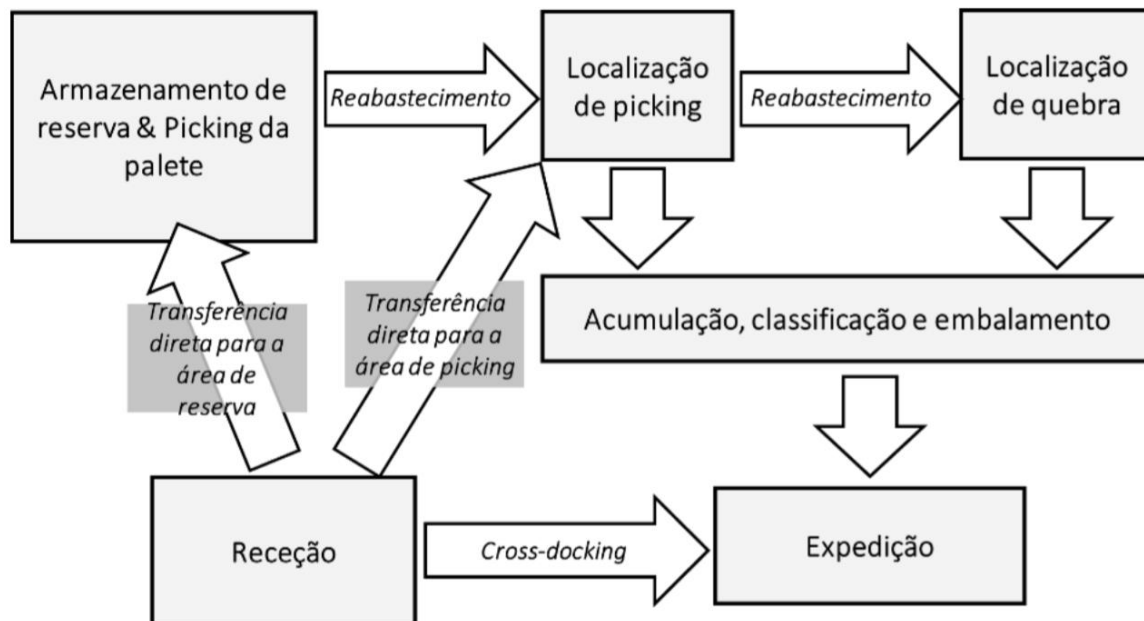 Armazenamento de
reserva & Picking da
palete
Reabastecimento
Localização
de picking
Reabastecimento
Localização
de quebra
Transferência
direta para a
área de
reserva
Transferência
direta para a
área de picking
Acumulação, classificação e embalamento
Receção
Cross-docking
Expedição